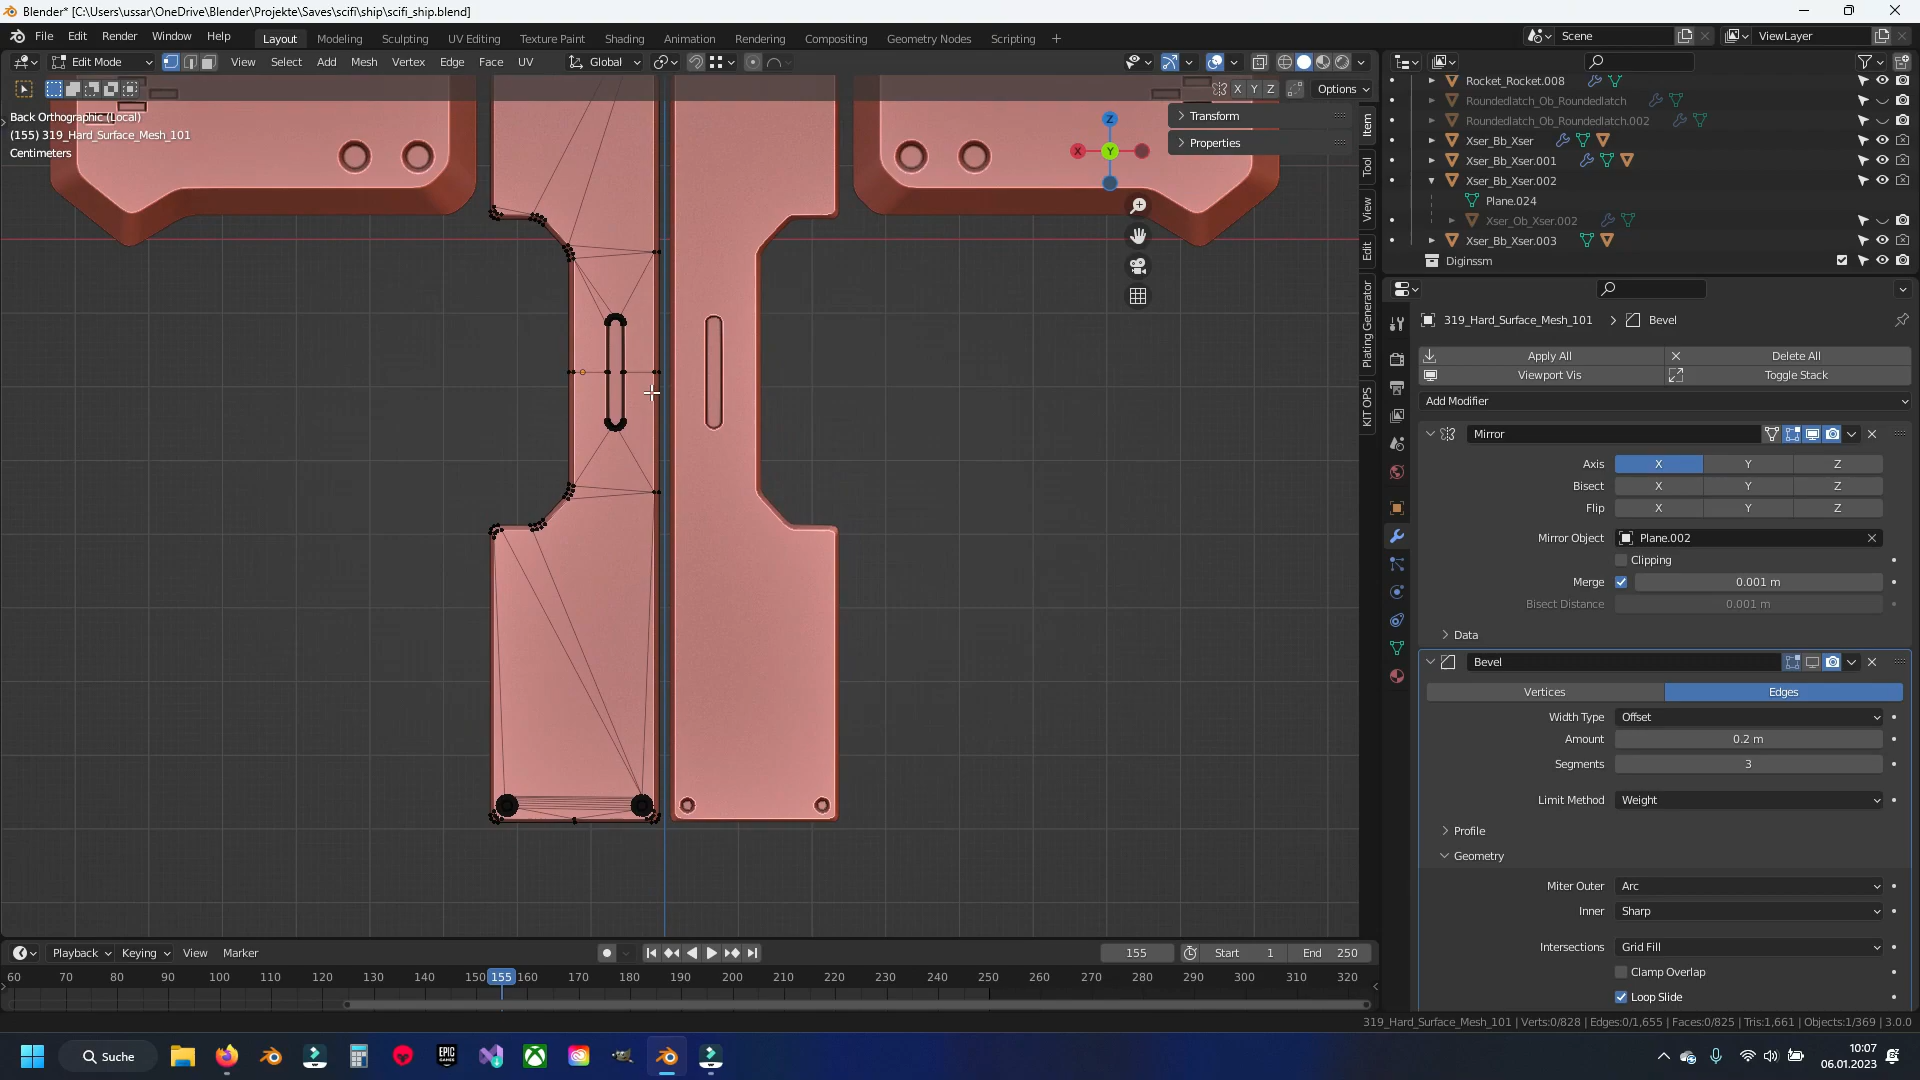 Blender* [C:\Users\ussar\OneDrive\Blender\Projekte\Saves\scifi\ship\scifi_ship.blend]
File Edit Render Window Help Layout Modeling Sculpting UV Editing Texture Paint Shading Animation Rendering Compositing Geometry Nodes Scripting + Scene ViewLayer
Edit Mode View Select Add Mesh Vertex Edge Face UV Global
X Y Z Options
Back Orthographic (Local)
(155) 319_Hard_Surface_Mesh_101
Centimeters
Transform
Properties
Z
X Y
Item
Tool
View
Edit
Plating Generator
KIT OPS
Rocket_Rocket.008
Roundedlatch_Ob_Roundedlatch
Roundedlatch_Ob_Roundedlatch.002
Xser_Bb_Xser
Xser_Bb_Xser.001
Xser_Bb_Xser.002
Plane.024
Xser_Ob_Xser.002
Xser_Bb_Xser.003
Diginssm
319_Hard_Surface_Mesh_101 Bevel
Apply All Delete All
Viewport Vis Toggle Stack
Add Modifier
Mirror
Axis X Y Z
Bisect X Y Z
Flip X Y Z
Mirror Object Plane.002
Clipping
Merge 0.001 m
Bisect Distance 0.001 m
Data
Bevel
Vertices Edges
Width Type Offset
Amount 0.2 m
Segments 3
Limit Method Weight
Profile
Geometry
Miter Outer Arc
Inner Sharp
Intersections Grid Fill
Clamp Overlap
Loop Slide
Playback Keying View Marker 155 Start 1 End 250
60 70 80 90 100 110 120 130 140 150 155 160 170 180 190 200 210 220 230 240 250 260 270 280 290 300 310 320
319_Hard_Surface_Mesh_101 | Verts:0/828 | Edges:0/1,655 | Faces:0/825 | Tris:1,661 | Objects:1/369 | 3.0.0
Suche
EPIC GAMES
10:07
06.01.2023